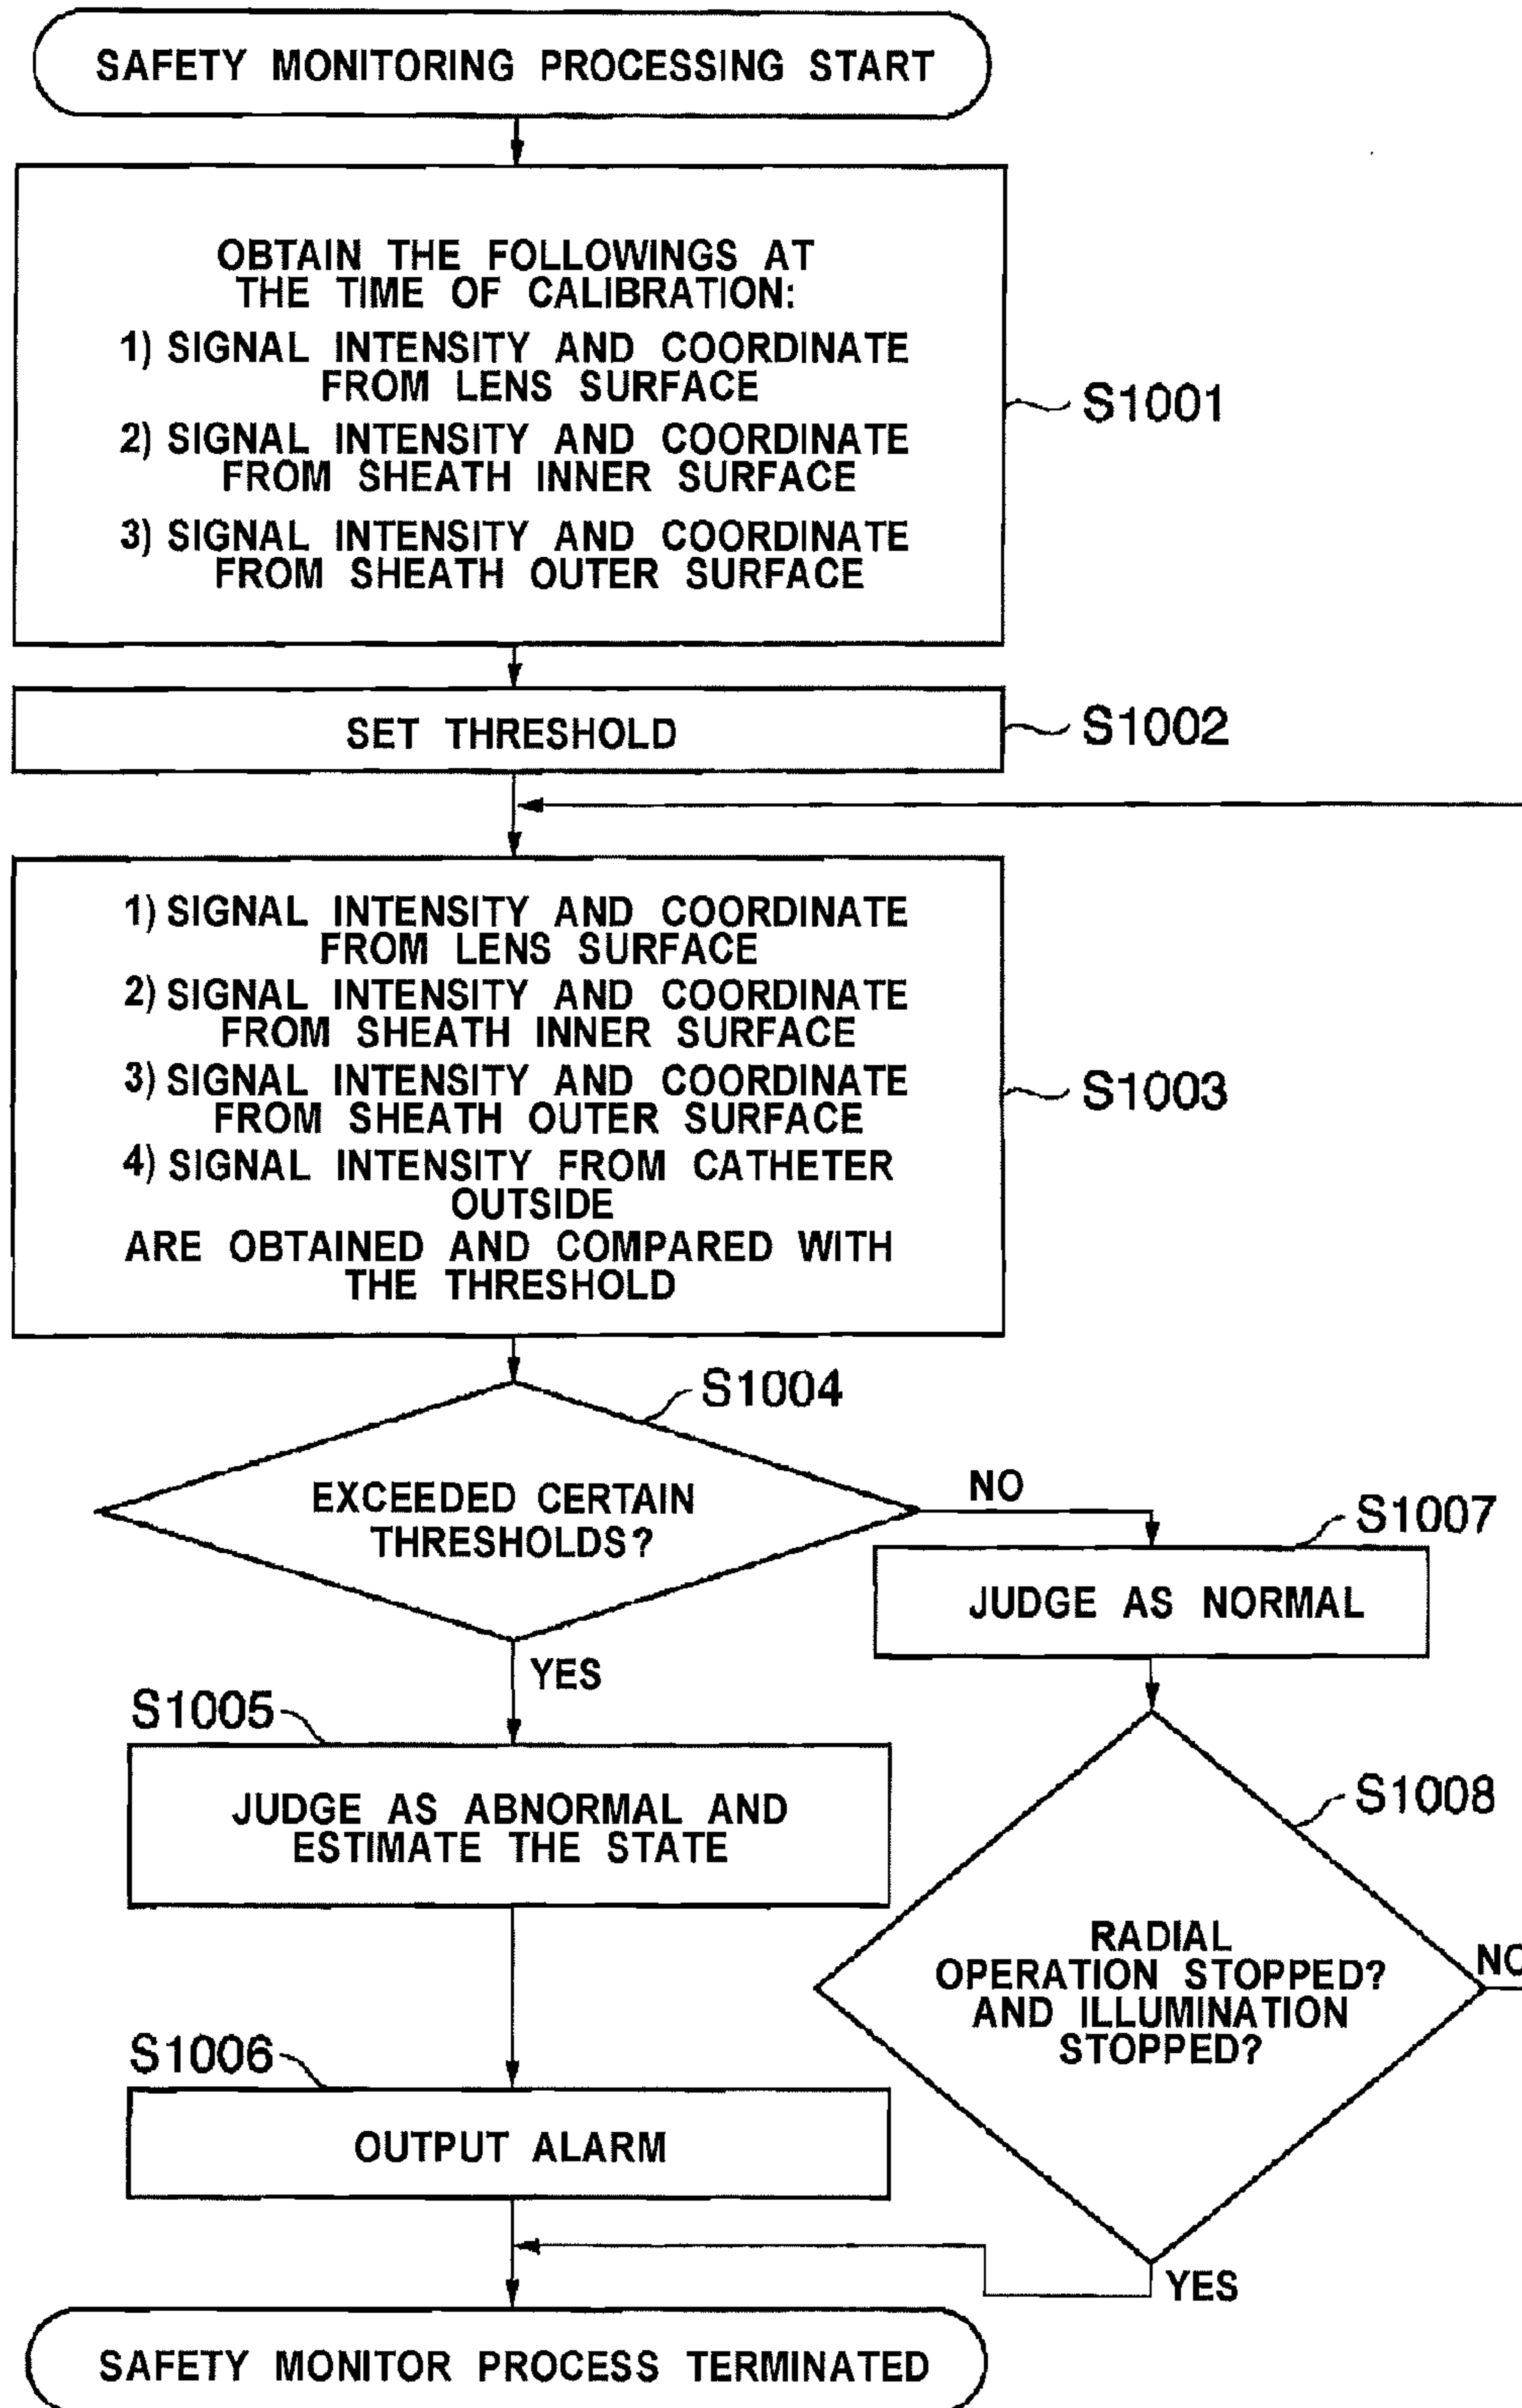 SAFETY MONITORING PROCESSING START
OBTAIN THE FOLLOWINGS AT
THE TIME OF CALIBRATION:
1) SIGNAL INTENSITY AND COORDINATE
FROM LENS SURFACE
2) SIGNAL INTENSITY AND COORDINATE
FROM SHEATH INNER SURFACE
3) SIGNAL INTENSITY AND COORDINATE
FROM SHEATH OUTER SURFACE
S1001
SET THRESHOLD
S1002
1) SIGNAL INTENSITY AND COORDINATE
FROM LENS SURFACE
2) SIGNAL INTENSITY AND COORDINATE
FROM SHEATH INNER SURFACE
3) SIGNAL INTENSITY AND COORDINATE
FROM SHEATH OUTER SURFACE
4) SIGNAL INTENSITY FROM CATHETER
OUTSIDE
ARE OBTAINED AND COMPARED WITH
THE THRESHOLD
S1003
S1004
EXCEEDED CERTAIN
THRESHOLDS?
NO
YES
S1007
JUDGE AS NORMAL
S1005
JUDGE AS ABNORMAL AND
ESTIMATE THE STATE
S1008
RADIAL
OPERATION STOPPED?
AND ILLUMINATION
STOPPED?
NO
S1006
OUTPUT ALARM
YES
SAFETY MONITOR PROCESS TERMINATED